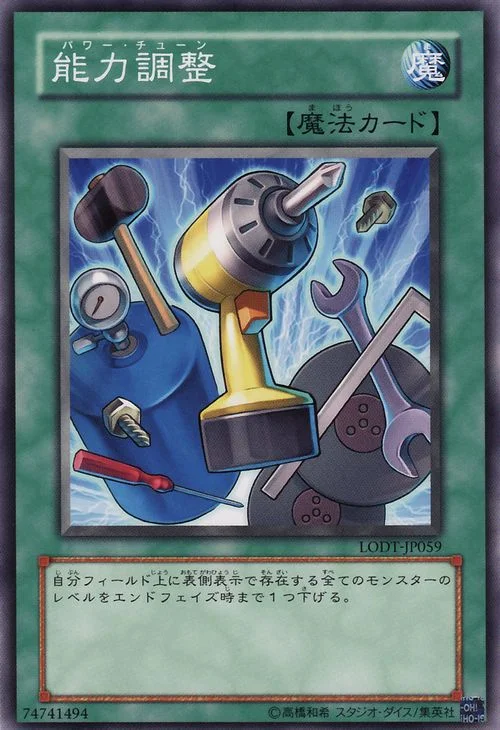 パワー・チューン
能力調整
ま
魔
ま ほう
【魔法カード】
LODT-JP059
じ ぶん じょう おもてがわひょうじ そんざい すべ
自分フィールド上に表側表示で存在する全てのモンスターの
じ さ
レベルをエンドフェイズ時まで1つ下げる。
74741494
©高橋和希 スタジオ・ダイス/集英社